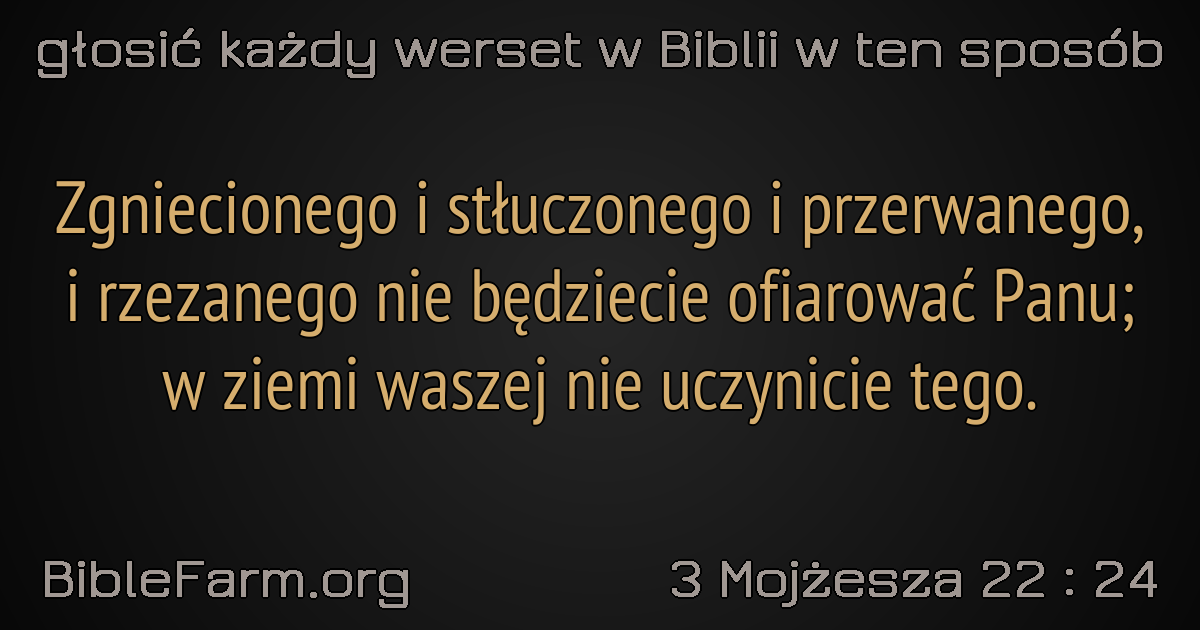 głosić każdy werset w Biblii w ten sposób
Zgniecionego i stłuczonego i przerwanego,
i rzezanego nie będziecie ofiarować Panu;
w ziemi waszej nie uczynicie tego.
BibleFarm.org
3 Mojżesza 22 : 24